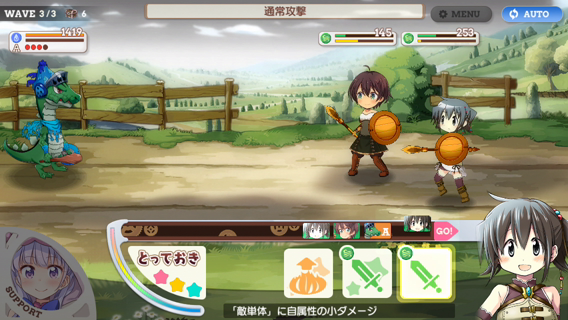 WAVE 3/3 6
通常攻撃
MENU
AUTO
1419
A
145
253
A
GO!
とっておき
SUPPORT
「敵単体」に自属性の小ダメージ